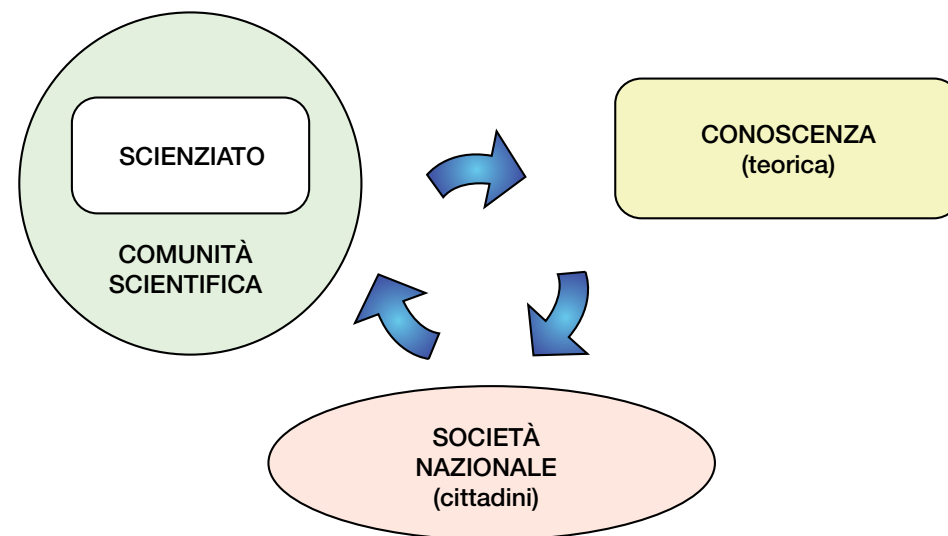 SCIENZIATO
COMUNITÀ
SCIENTIFICA
CONOSCENZA
(teorica)
SOCIETÀ
NAZIONALE
(cittadini)